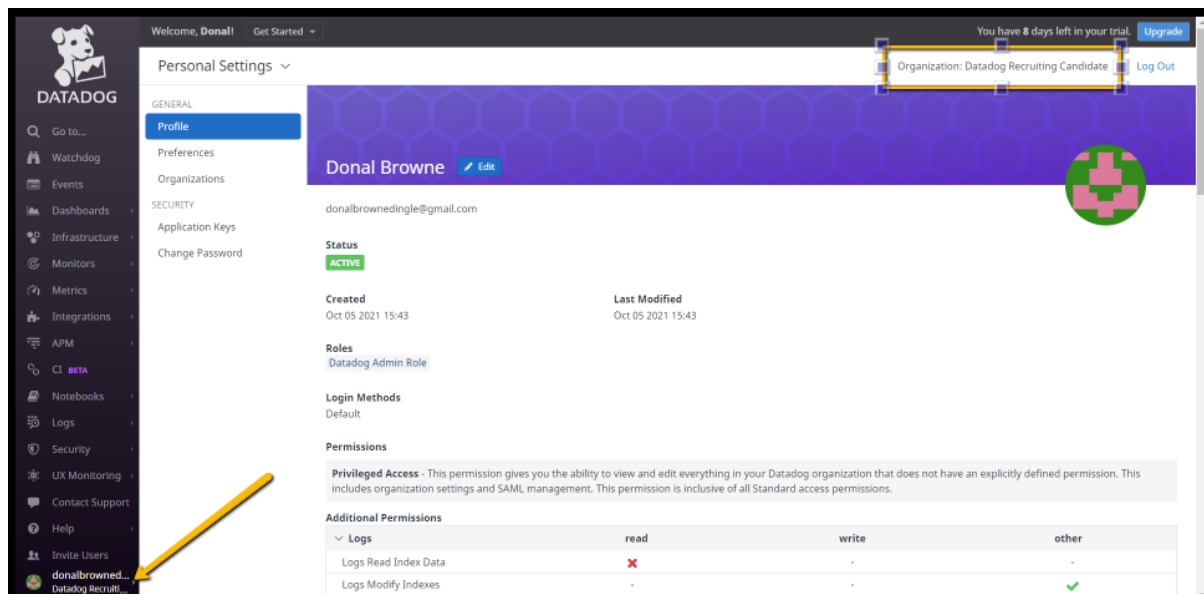 DATADOG
Go to...
Watchdog
Events
Dashboards
Infrastructure
Monitors
Metrics
Integrations
APM
CI BETA
Notebooks
Logs
Security
UX Monitoring
Contact Support
Help
Invite Users
donalbrowned...
Datadog Recruiti...
Welcome, Donal! Get Started
You have 8 days left in your trial. Upgrade
Personal Settings
Organization: Datadog Recruiting Candidate Log Out
GENERAL
Profile
Preferences
Organizations
SECURITY
Application Keys
Change Password
Donal Browne Edit
donalbrownedingle@gmail.com
Status
ACTIVE
Created Last Modified
Oct 05 2021 15:43 Oct 05 2021 15:43
Roles
Datadog Admin Role
Login Methods
Default
Permissions
Privileged Access - This permission gives you the ability to view and edit everything in your Datadog organization that does not have an explicitly defined permission. This
includes organization settings and SAML management. This permission is inclusive of all Standard access permissions.
Additional Permissions
Logs read write other
Logs Read Index Data
Logs Modify Indexes